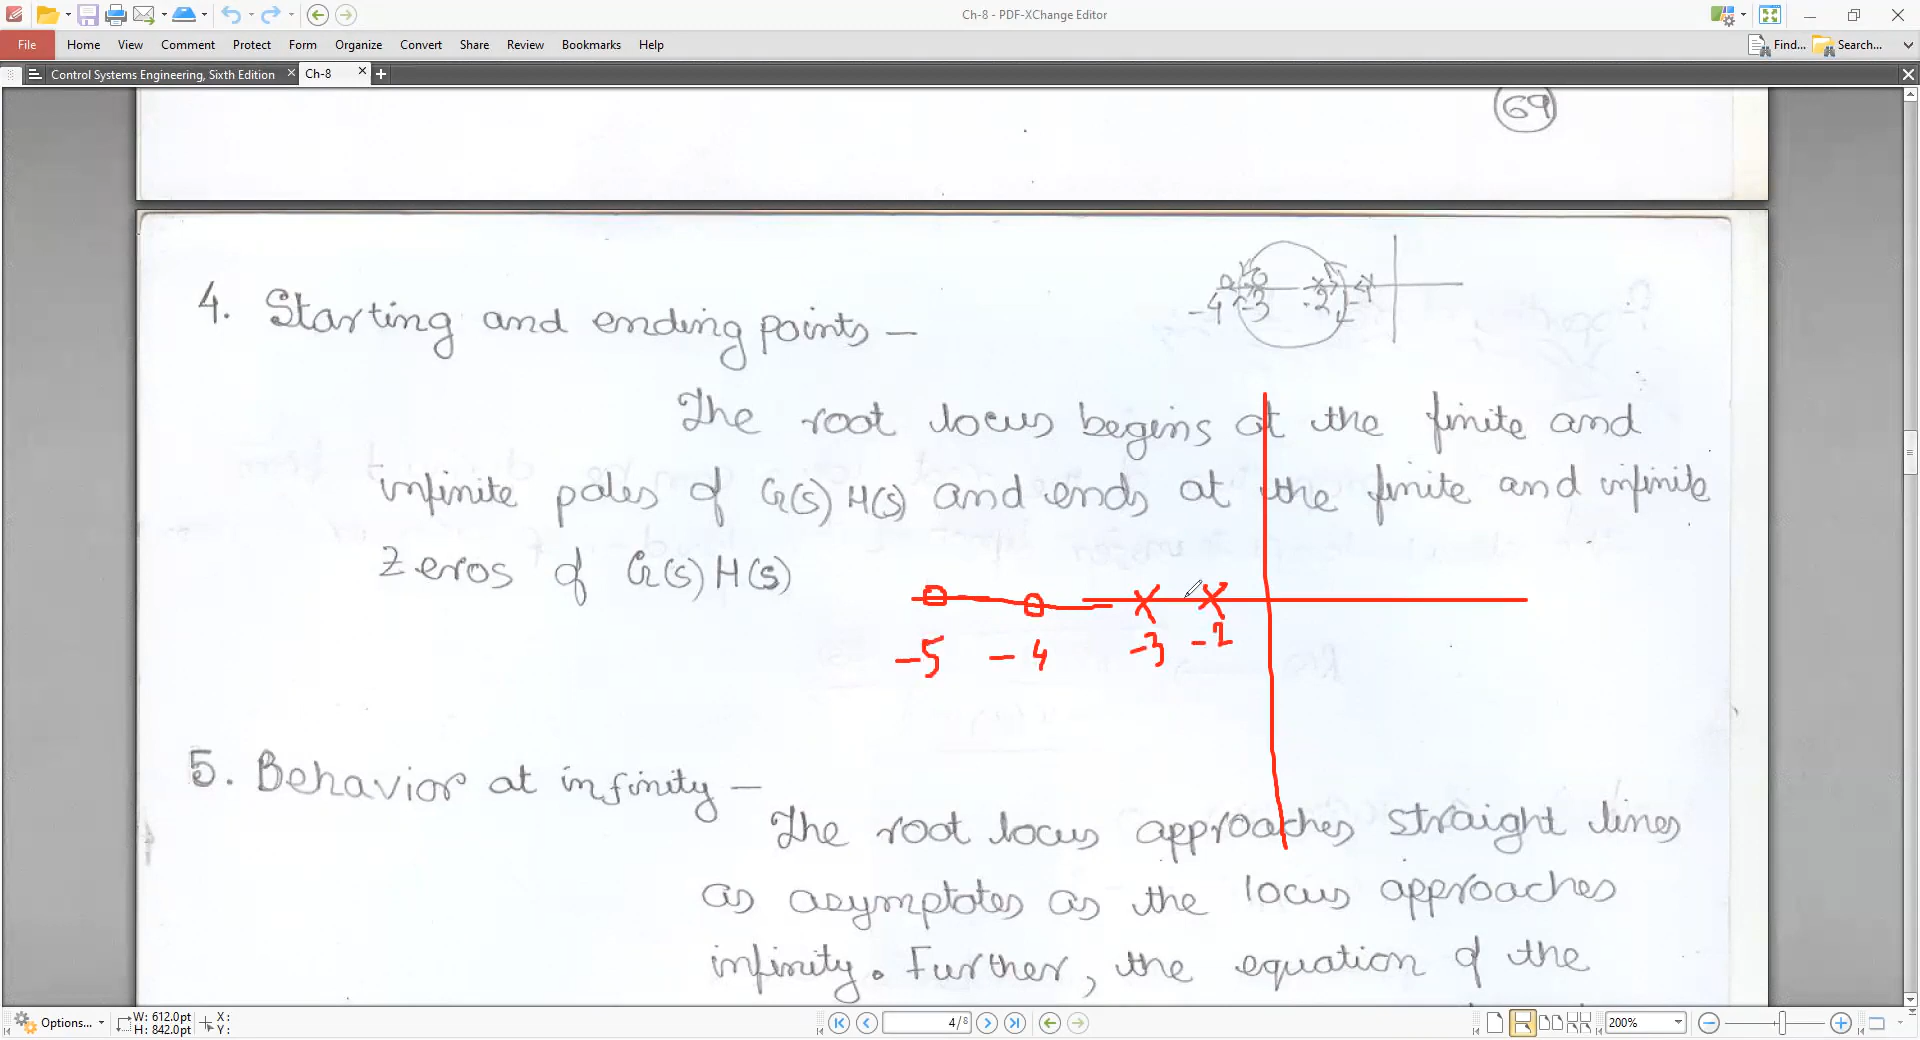 Ch-8 - PDF-XChange Editor
File Home View Comment Protect Form Organize Convert Share Review Bookmarks Help Find... Search...
Control Systems Engineering, Sixth Edition Ch-8
69
4. Starting and ending points –
-4 -3 -2 -1
The root locus begins at the finite and
infinite poles of G(s) H(s) and ends at the finite and infinite
Zeros of G(s) H(s)
-5 -4 -3 -2
5. Behavior at infinity –
The root locus approaches straight lines
as asymptotes as the locus approaches
infinity. Further, the equation of the
Options... W: 612.0pt X:
H: 842.0pt Y:
4/8
200%